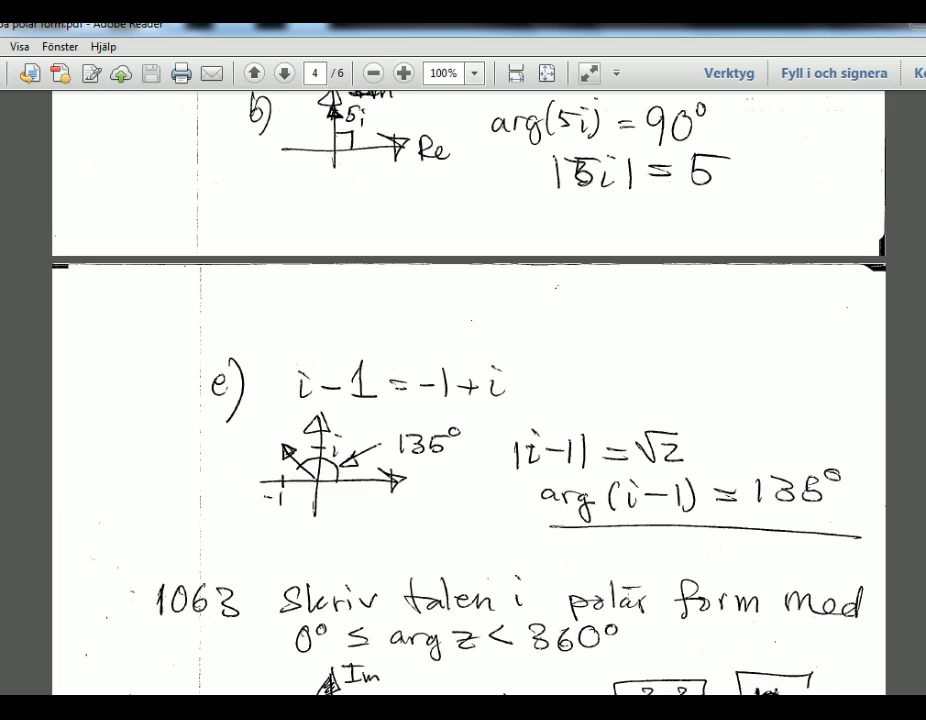 på polär form.pdf - Adobe Reader
Visa Fönster Hjälp
4 / 6 100% Verktyg Fyll i och signera
b) 5i Re arg(5i) = 90°
|5i| = 5
e) i - 1 = -1 + i
i 135° |i-1| = √2
-1 arg (i-1) = 135°
1063 Skriv talen i polär form med
0° ≤ arg z < 360°
Im